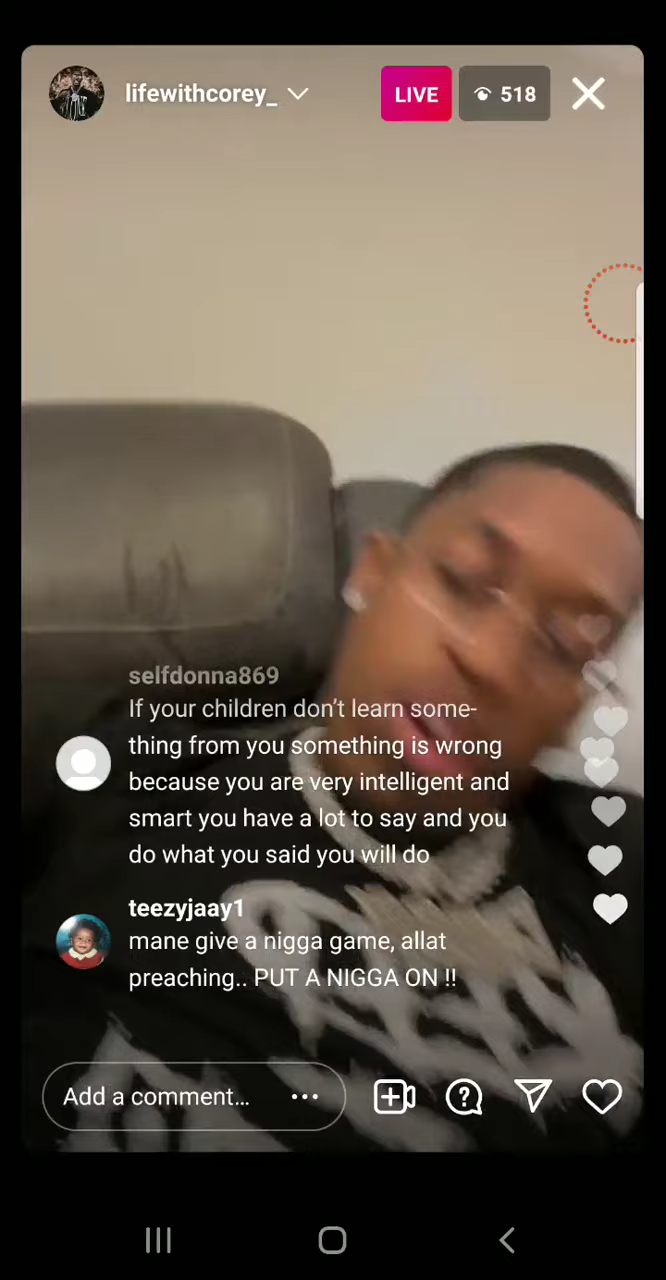 lifewithcorey_
LIVE
518
selfdonna869
If your children don't learn some-
thing from you something is wrong
because you are very intelligent and
smart you have a lot to say and you
do what you said you will do
teezyjaay1
mane give a nigga game, allat
preaching.. PUT A NIGGA ON !!
Add a comment...